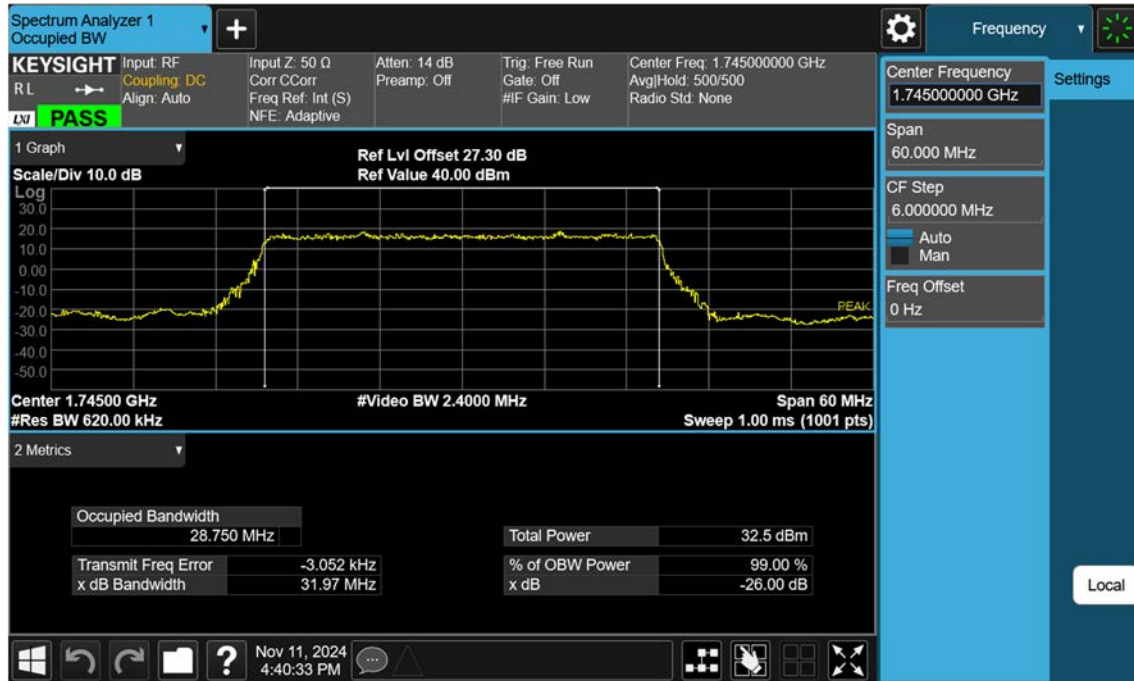 Spectrum Analyzer 1
Occupied BW
+
Frequency
KEYSIGHT
RL
LXI PASS
Input: RF
Coupling: DC
Align: Auto
Input Z: 50 Ω
Corr CCorr
Freq Ref: Int (S)
NFE: Adaptive
Atten: 14 dB
Preamp: Off
Trig: Free Run
Gate: Off
#IF Gain: Low
Center Freq: 1.745000000 GHz
Avg|Hold: 500/500
Radio Std: None
Center Frequency
1.745000000 GHz
Settings
Span
60.000 MHz
CF Step
6.000000 MHz
Auto
Man
Freq Offset
0 Hz
Local
1 Graph
Scale/Div 10.0 dB
Ref Lvl Offset 27.30 dB
Ref Value 40.00 dBm
Log
30.0
20.0
10.0
0.00
-10.0
-20.0
-30.0
-40.0
-50.0
PEAK
Center 1.74500 GHz
#Video BW 2.4000 MHz
Span 60 MHz
#Res BW 620.00 kHz
Sweep 1.00 ms (1001 pts)
2 Metrics
Occupied Bandwidth
28.750 MHz
Total Power 32.5 dBm
Transmit Freq Error -3.052 kHz
% of OBW Power 99.00 %
x dB Bandwidth 31.97 MHz
x dB -26.00 dB
?
Nov 11, 2024
4:40:33 PM